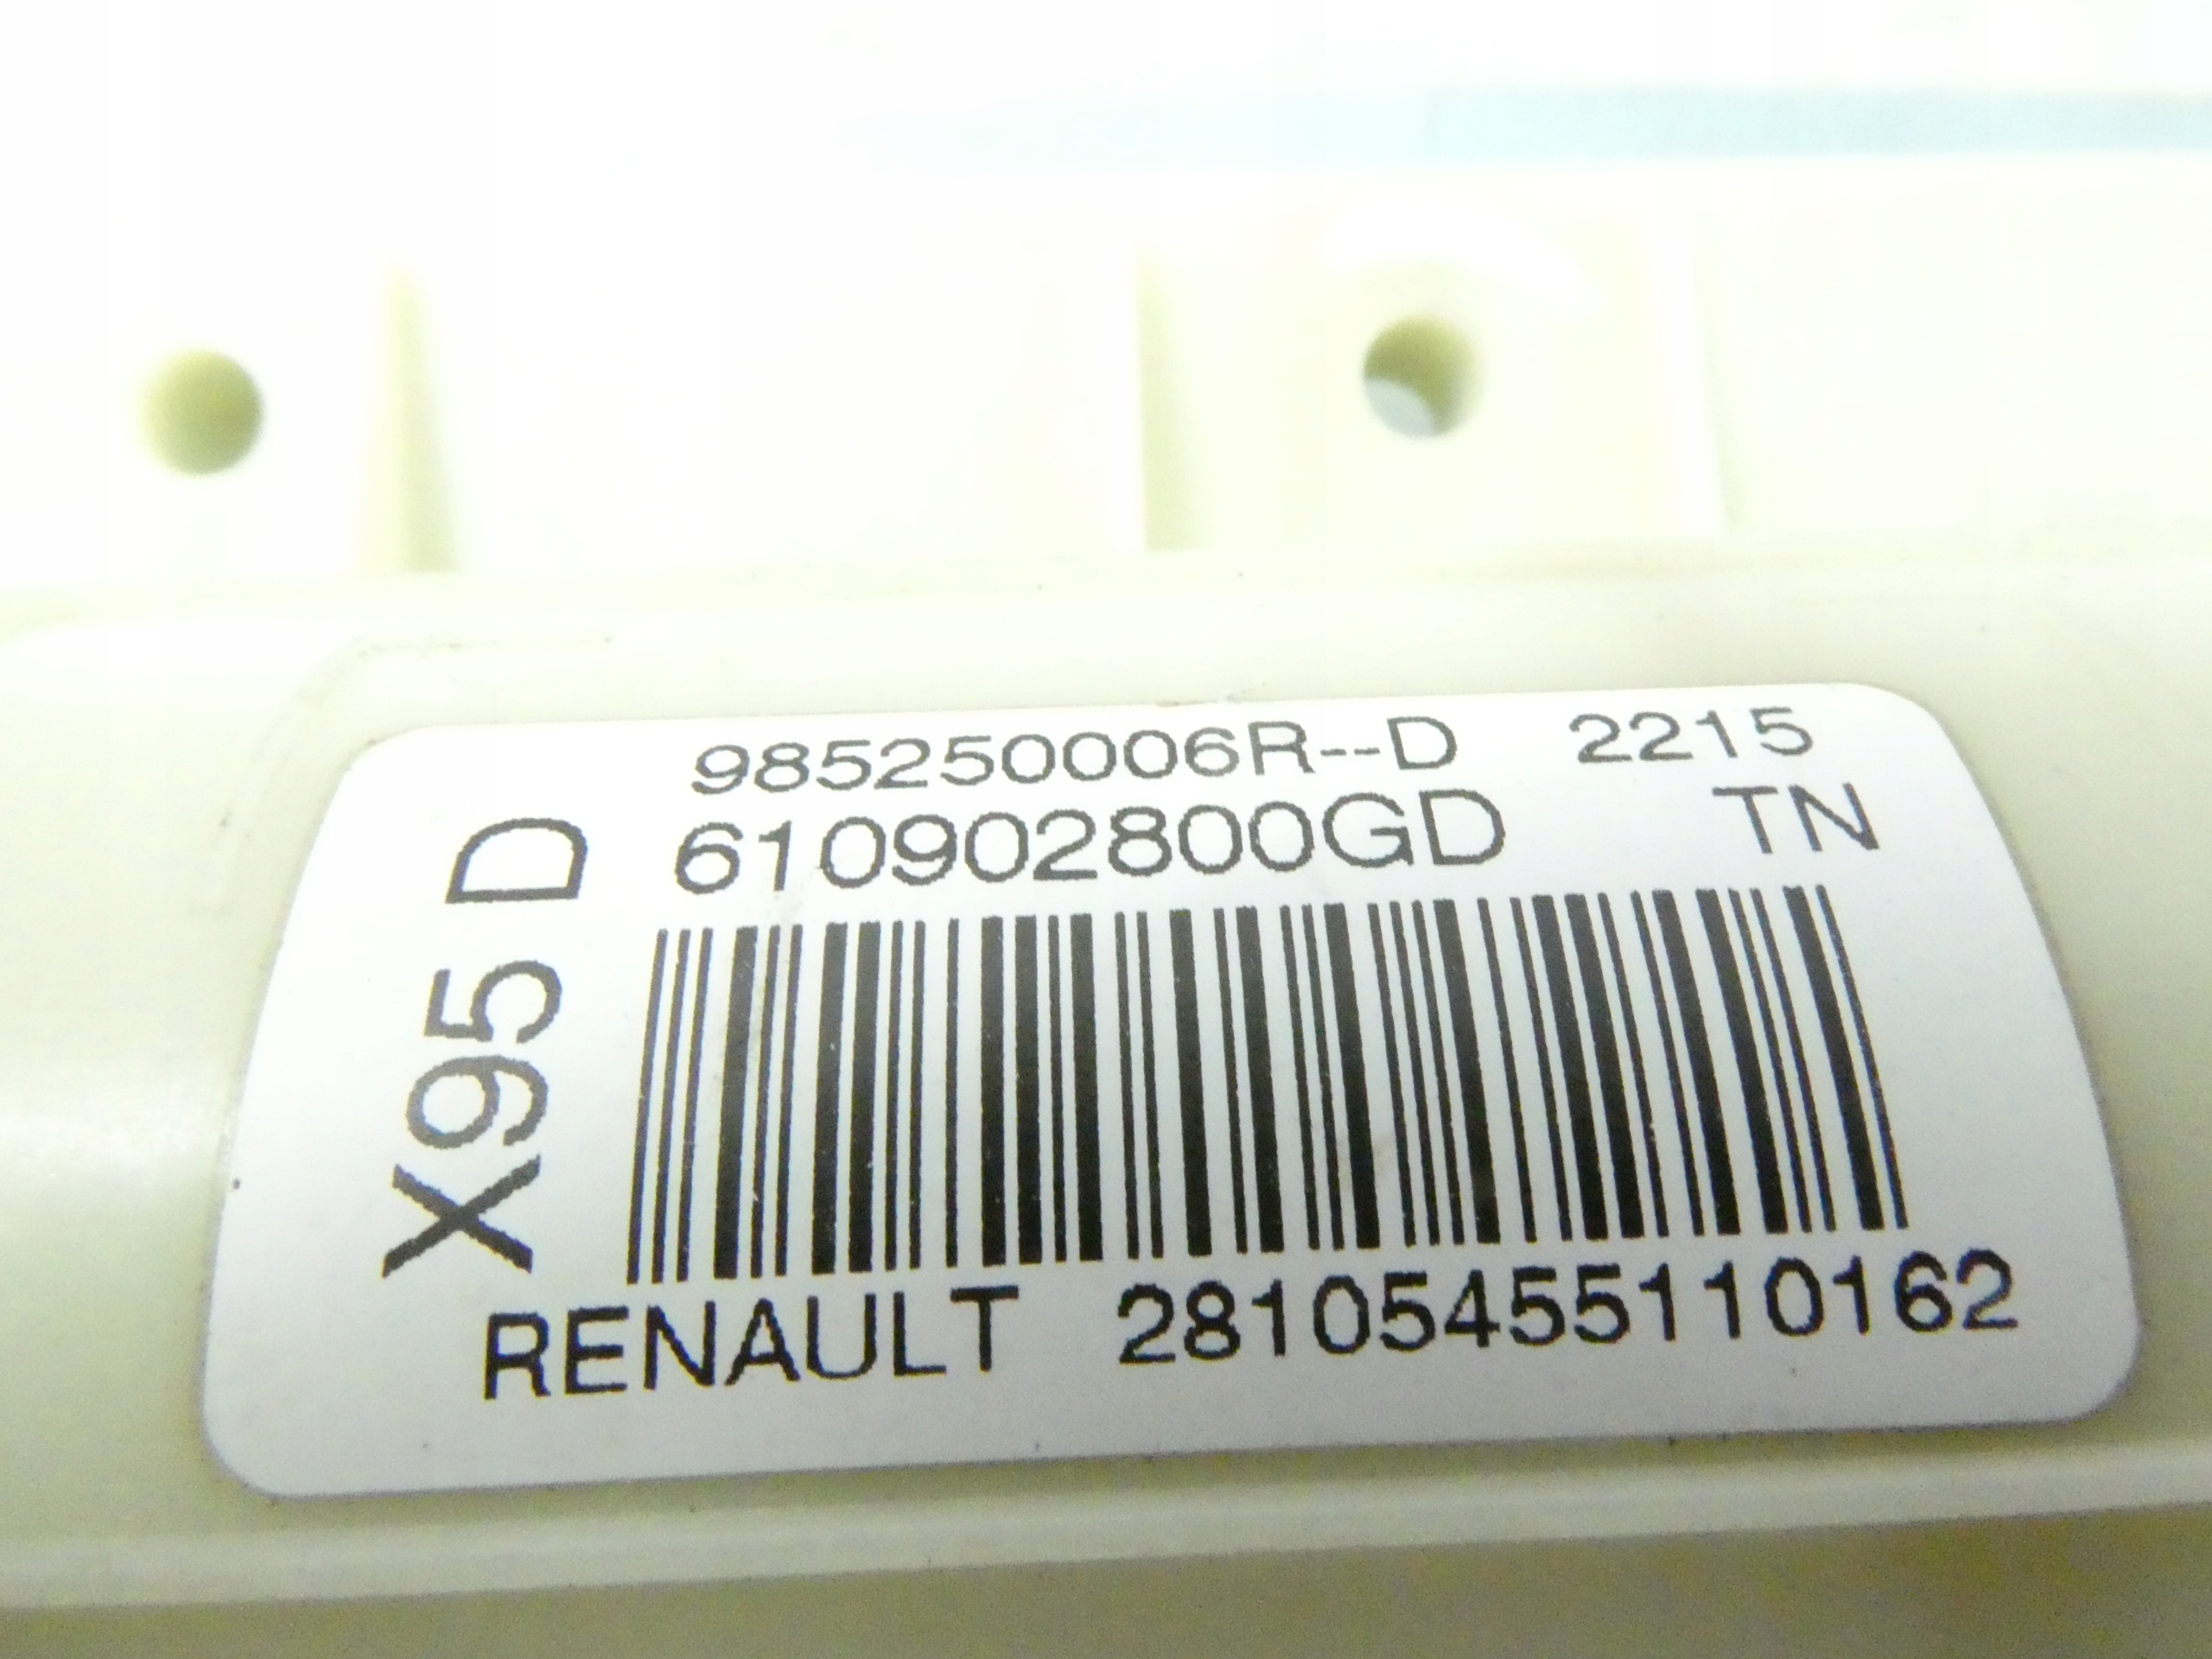 985250006R--D 2215
610902800GD TN
X95 D
RENAULT 28105455110162